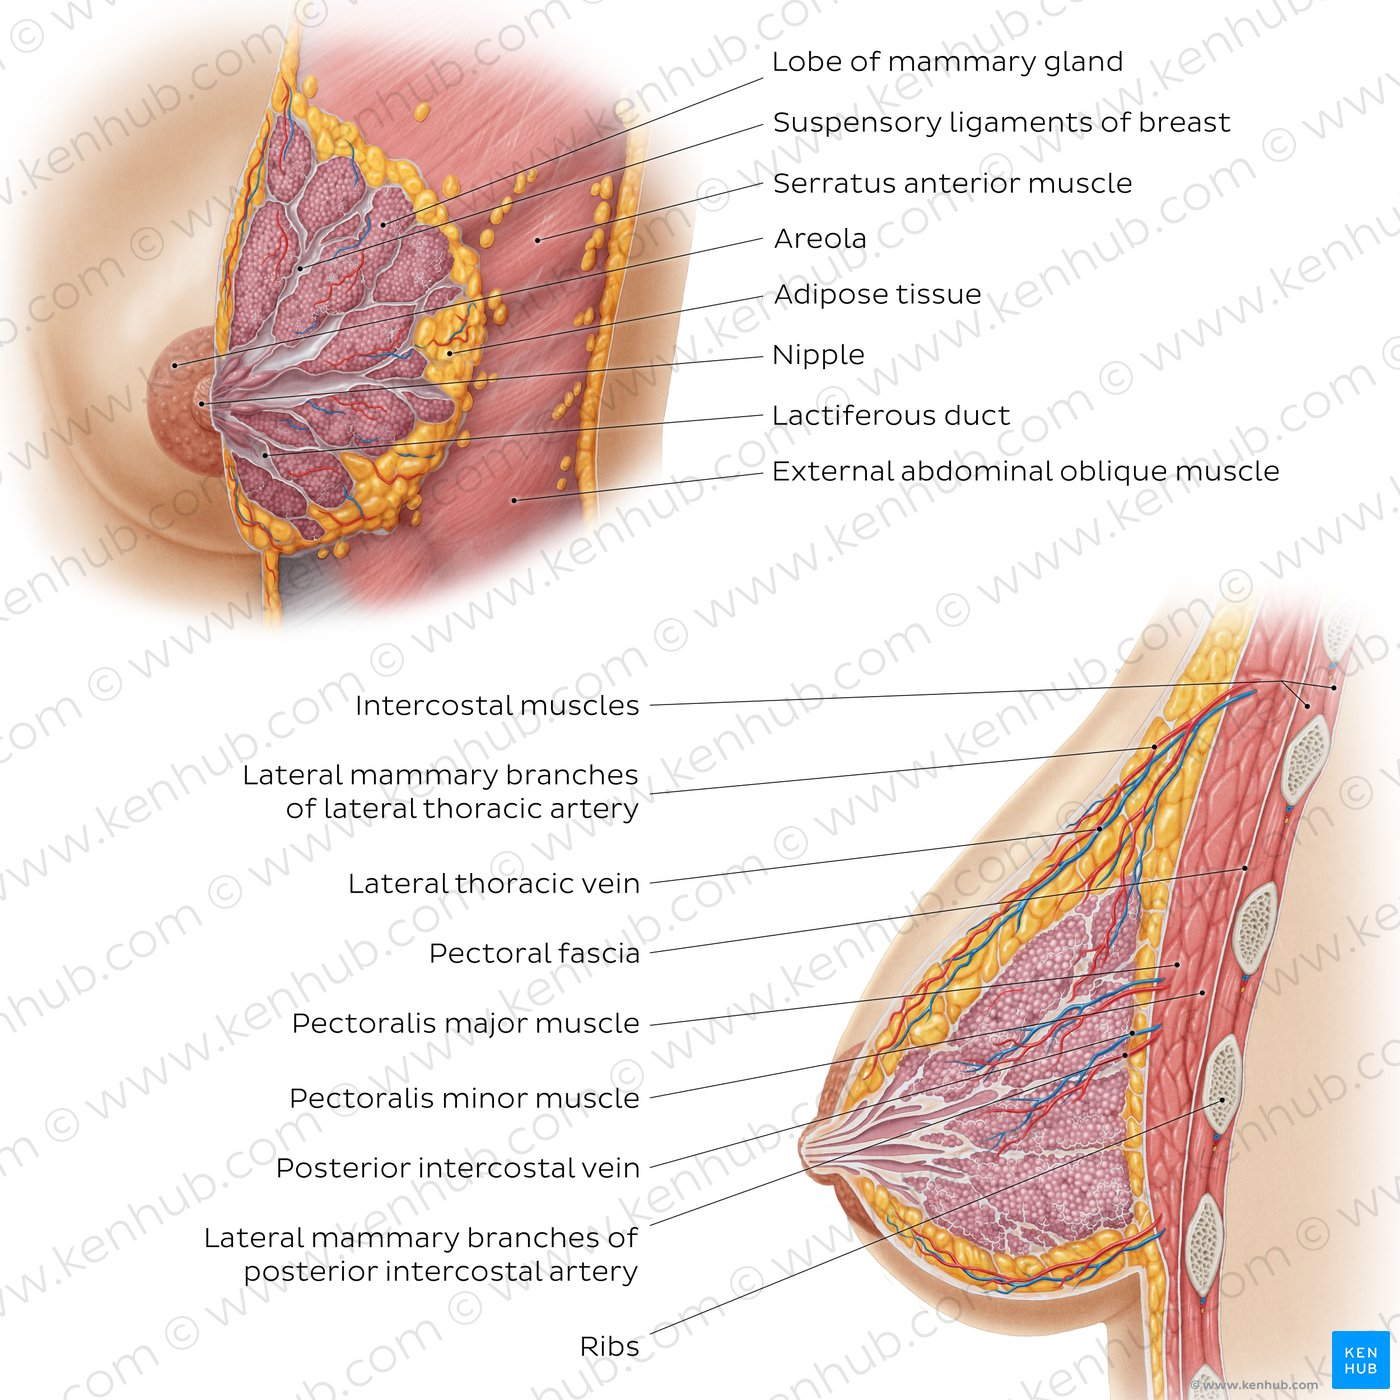 Lobe of mammary gland
Suspensory ligaments of breast
Serratus anterior muscle
Areola
Adipose tissue
Nipple
Lactiferous duct
External abdominal oblique muscle
Intercostal muscles
Lateral mammary branches
of lateral thoracic artery
Lateral thoracic vein
Pectoral fascia
Pectoralis major muscle
Pectoralis minor muscle
Posterior intercostal vein
Lateral mammary branches of
posterior intercostal artery
Ribs
KEN
HUB
© www.kenhub.com